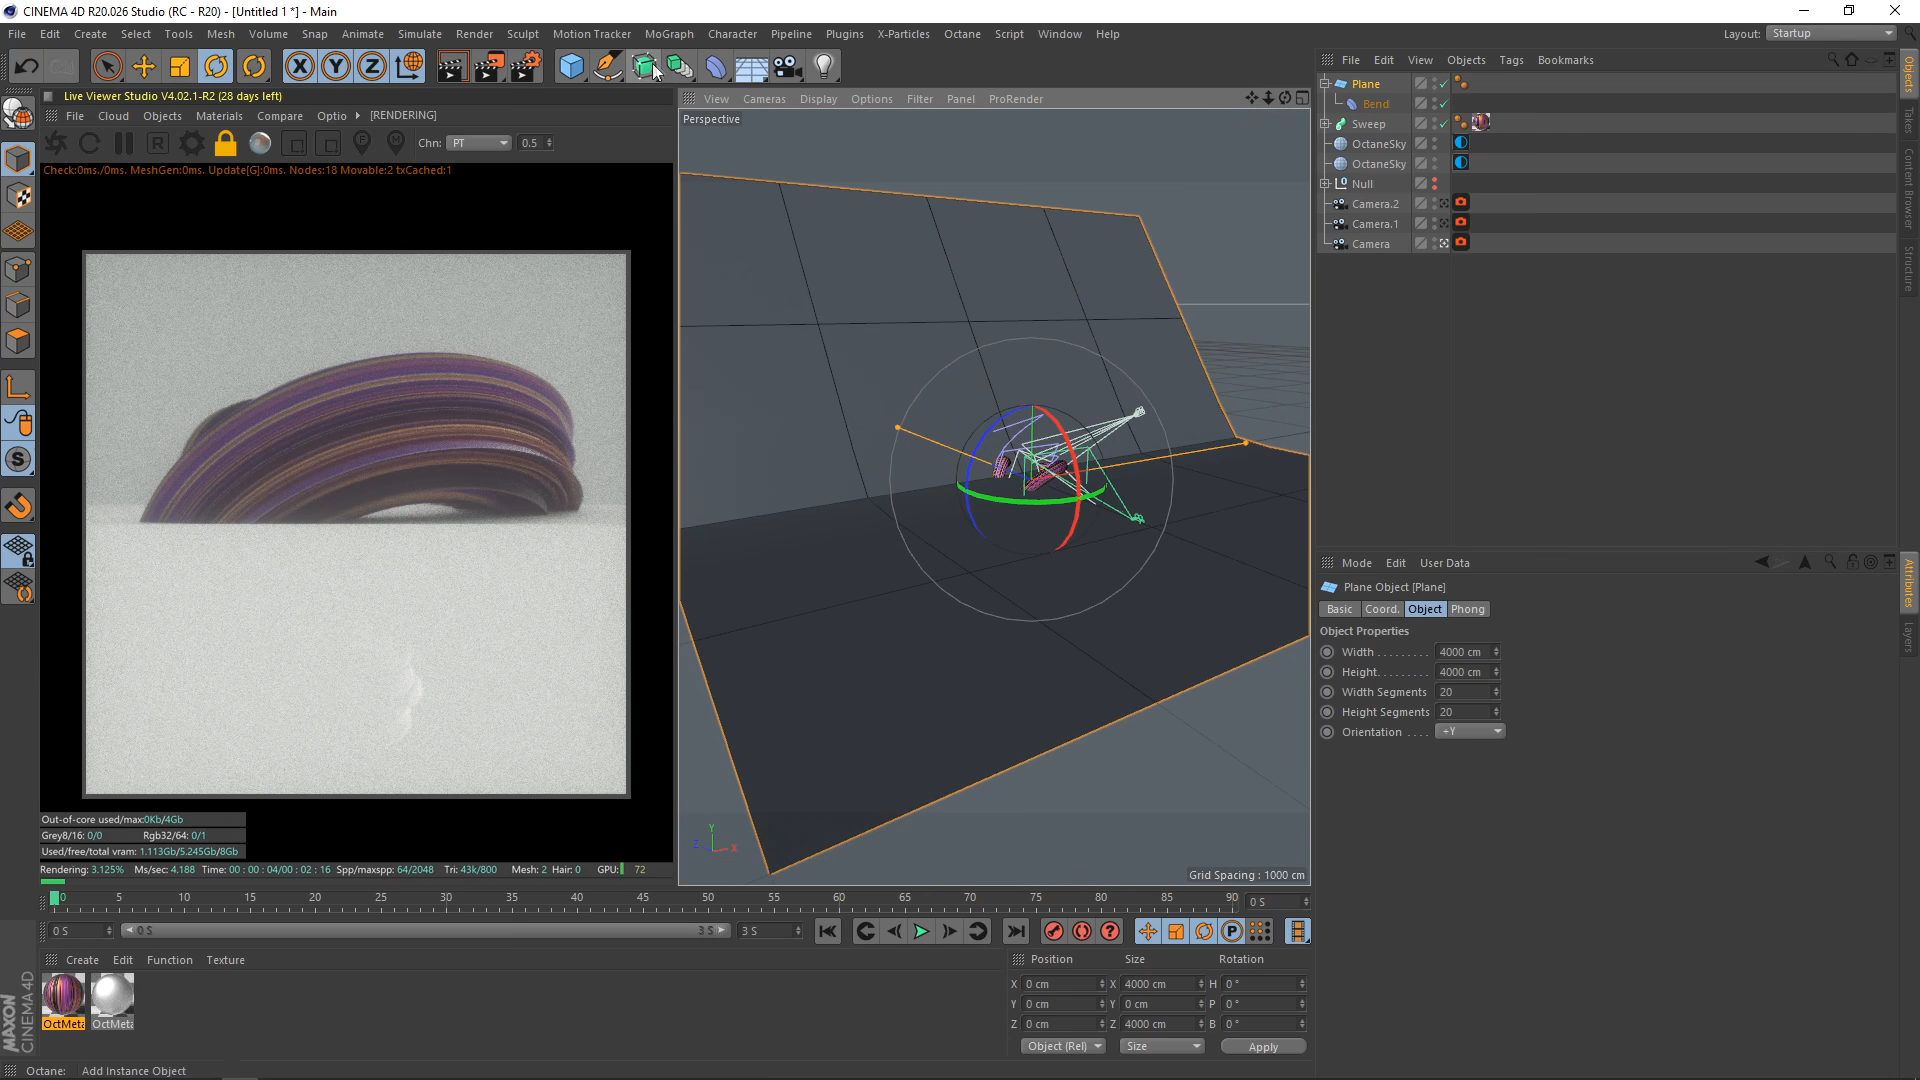 CINEMA 4D R20.026 Studio (RC - R20) - [Untitled 1 *] - Main
File Edit Create Select Tools Mesh Volume Snap Animate Simulate Render Sculpt Motion Tracker MoGraph Character Pipeline Plugins X-Particles Octane Script Window Help
Layout: Startup
X Y Z
Live Viewer Studio V4.02.1-R2 (28 days left)
File Cloud Objects Materials Compare Optio [RENDERING]
R F M Chn: PT 0.5
Check:0ms./0ms. MeshGen:0ms. Update[G]:0ms. Nodes:18 Movable:2 txCached:1
Out-of-core used/max:0Kb/4Gb
Grey8/16: 0/0 Rgb32/64: 0/1
Used/free/total vram: 1.113Gb/5.245Gb/8Gb
Rendering: 3.125% Ms/sec: 4.188 Time: 00 : 00 : 04/00 : 02 : 16 Spp/maxspp: 64/2048 Tri: 43k/800 Mesh: 2 Hair: 0 GPU: 72
View Cameras Display Options Filter Panel ProRender
Perspective
Y
Z X
Grid Spacing : 1000 cm
File Edit View Objects Tags Bookmarks
Plane
Bend
Sweep
OctaneSky
OctaneSky
Null
Camera.2
Camera.1
Camera
Objects
Takes
Content Browser
Structure
Mode Edit User Data
Plane Object [Plane]
Basic Coord. Object Phong
Object Properties
Width . . . . . . . . . 4000 cm
Height. . . . . . . . . 4000 cm
Width Segments 20
Height Segments 20
Orientation . . . . +Y
Attributes
Layers
0 5 10 15 20 25 30 35 40 45 50 55 60 65 70 75 80 85 90 0 S
0 S 0 S 3 S 3 S
Create Edit Function Texture
OctMeta OctMeta
Position Size Rotation
X 0 cm X 4000 cm H 0 °
Y 0 cm Y 0 cm P 0 °
Z 0 cm Z 4000 cm B 0 °
Object (Rel) Size Apply
MAXON
CINEMA 4D
Octane: Add Instance Object